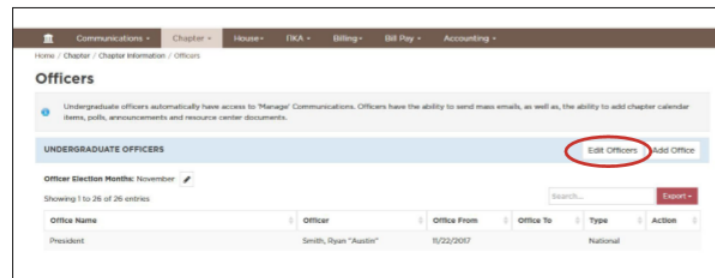 Communications Chapter House ΠΚΑ Billing Bill Pay Accounting
Home / Chapter / Chapter Information / Officers
Officers
Undergraduate officers automatically have access to 'Manage' Communications. Officers have the ability to send mass emails, as well as, the ability to add chapter calendar
items, polls, announcements and resource center documents.
UNDERGRADUATE OFFICERS Edit Officers Add Office
Officer Election Months: November
Showing 1 to 26 of 26 entries Search... Export
Office Name Officer Office From Office To Type Action
President Smith, Ryan "Austin" 11/22/2017 National